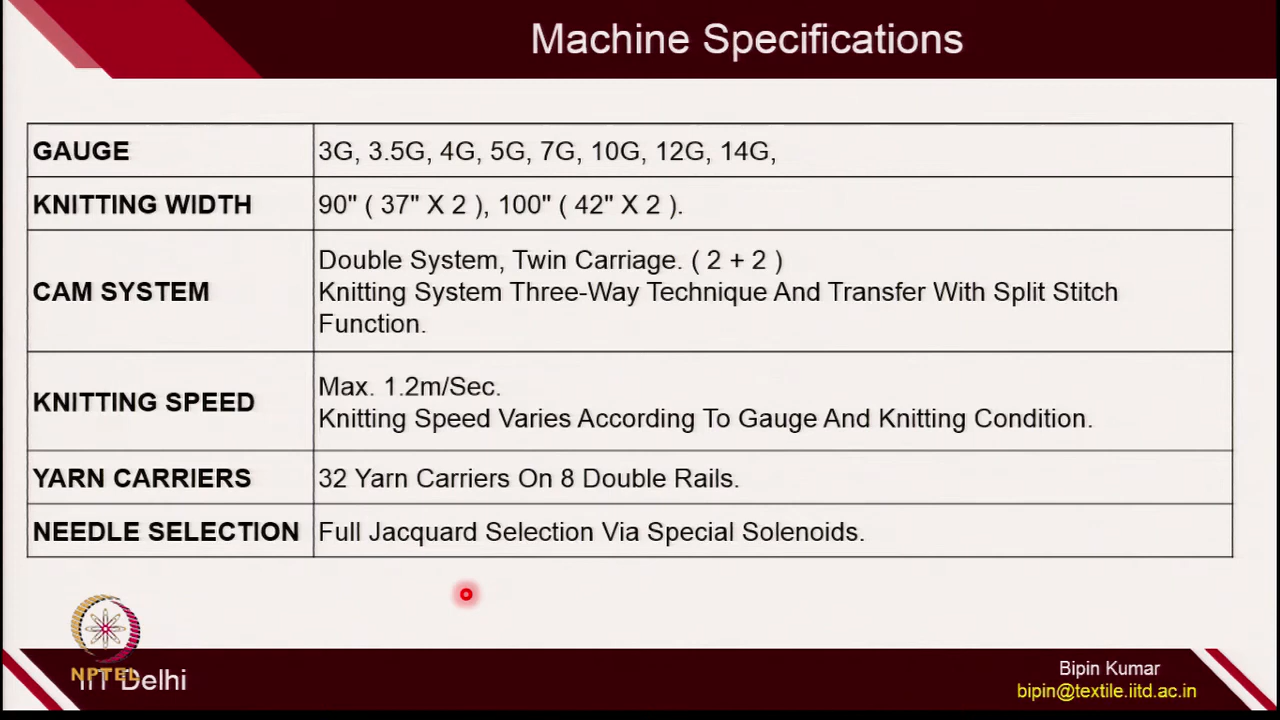 Machine Specifications
GAUGE
3G, 3.5G, 4G, 5G, 7G, 10G, 12G, 14G,
KNITTING WIDTH
90" ( 37" X 2 ), 100" ( 42" X 2 ).
CAM SYSTEM
Double System, Twin Carriage. ( 2 + 2 )
Knitting System Three-Way Technique And Transfer With Split Stitch
Function.
KNITTING SPEED
Max. 1.2m/Sec.
Knitting Speed Varies According To Gauge And Knitting Condition.
YARN CARRIERS
32 Yarn Carriers On 8 Double Rails.
NEEDLE SELECTION
Full Jacquard Selection Via Special Solenoids.
NPTEL
IIT Delhi
Bipin Kumar
bipin@textile.iitd.ac.in